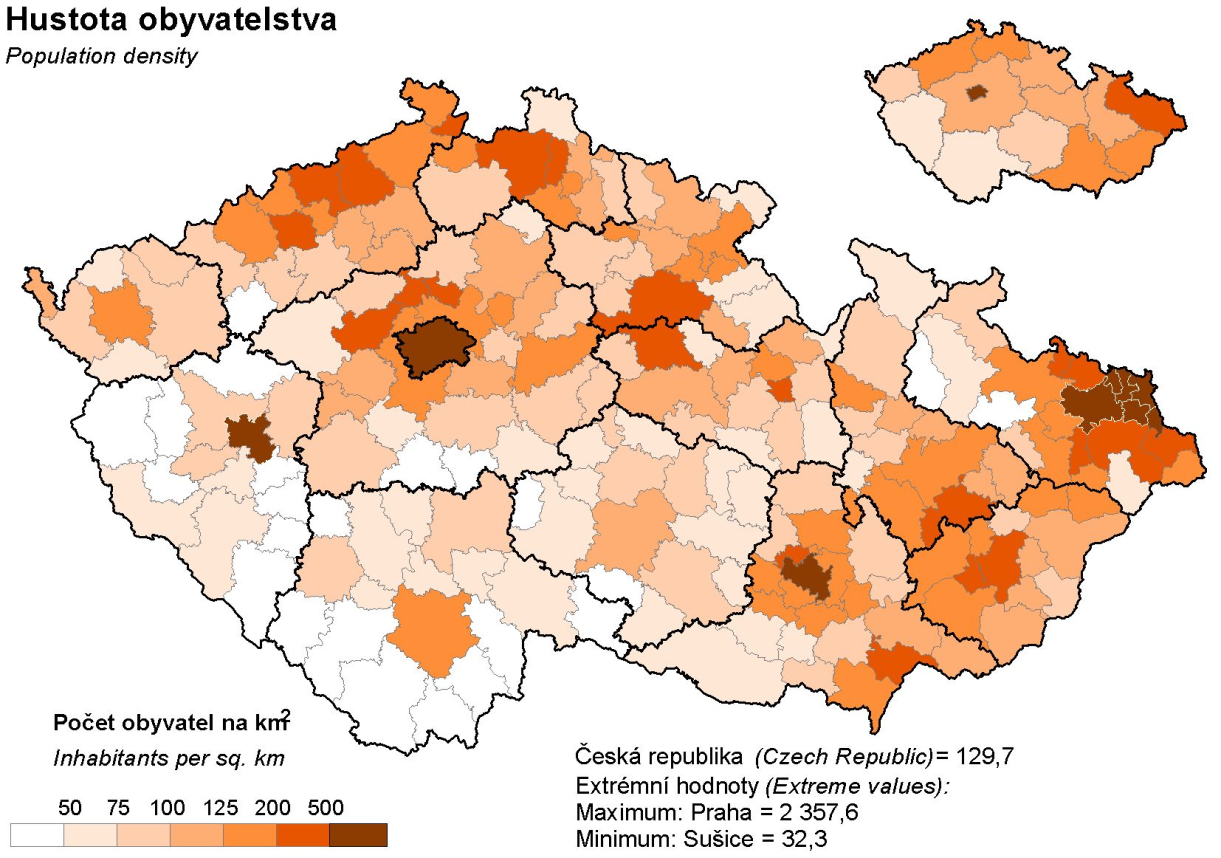 Hustota obyvatelstva
Population density
Počet obyvatel na km2
Inhabitants per sq. km
50 75 100 125 200 500
Česká republika (Czech Republic)= 129,7
Extrémní hodnoty (Extreme values):
Maximum: Praha = 2 357,6
Minimum: Sušice = 32,3